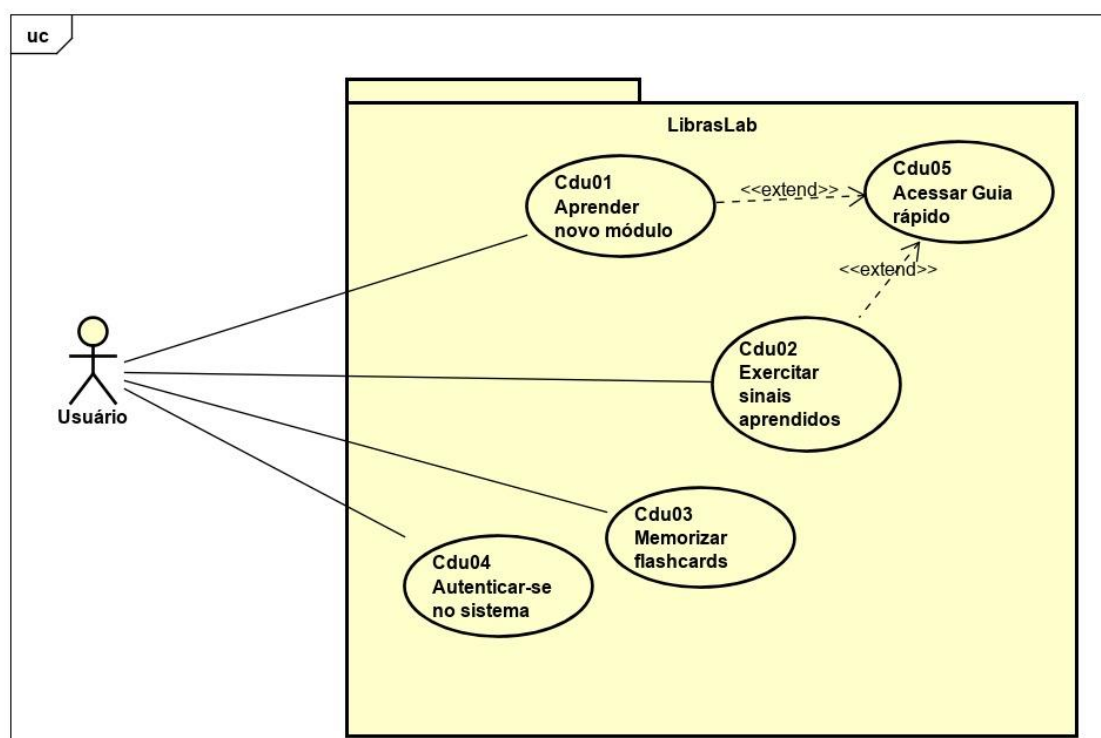 uc
LibrasLab
Cdu01
Aprender
novo módulo
<<extend>>
Cdu05
Acessar Guia
rápido
<<extend>>
Cdu02
Exercitar
sinais
aprendidos
Usuário
Cdu03
Memorizar
flashcards
Cdu04
Autenticar-se
no sistema